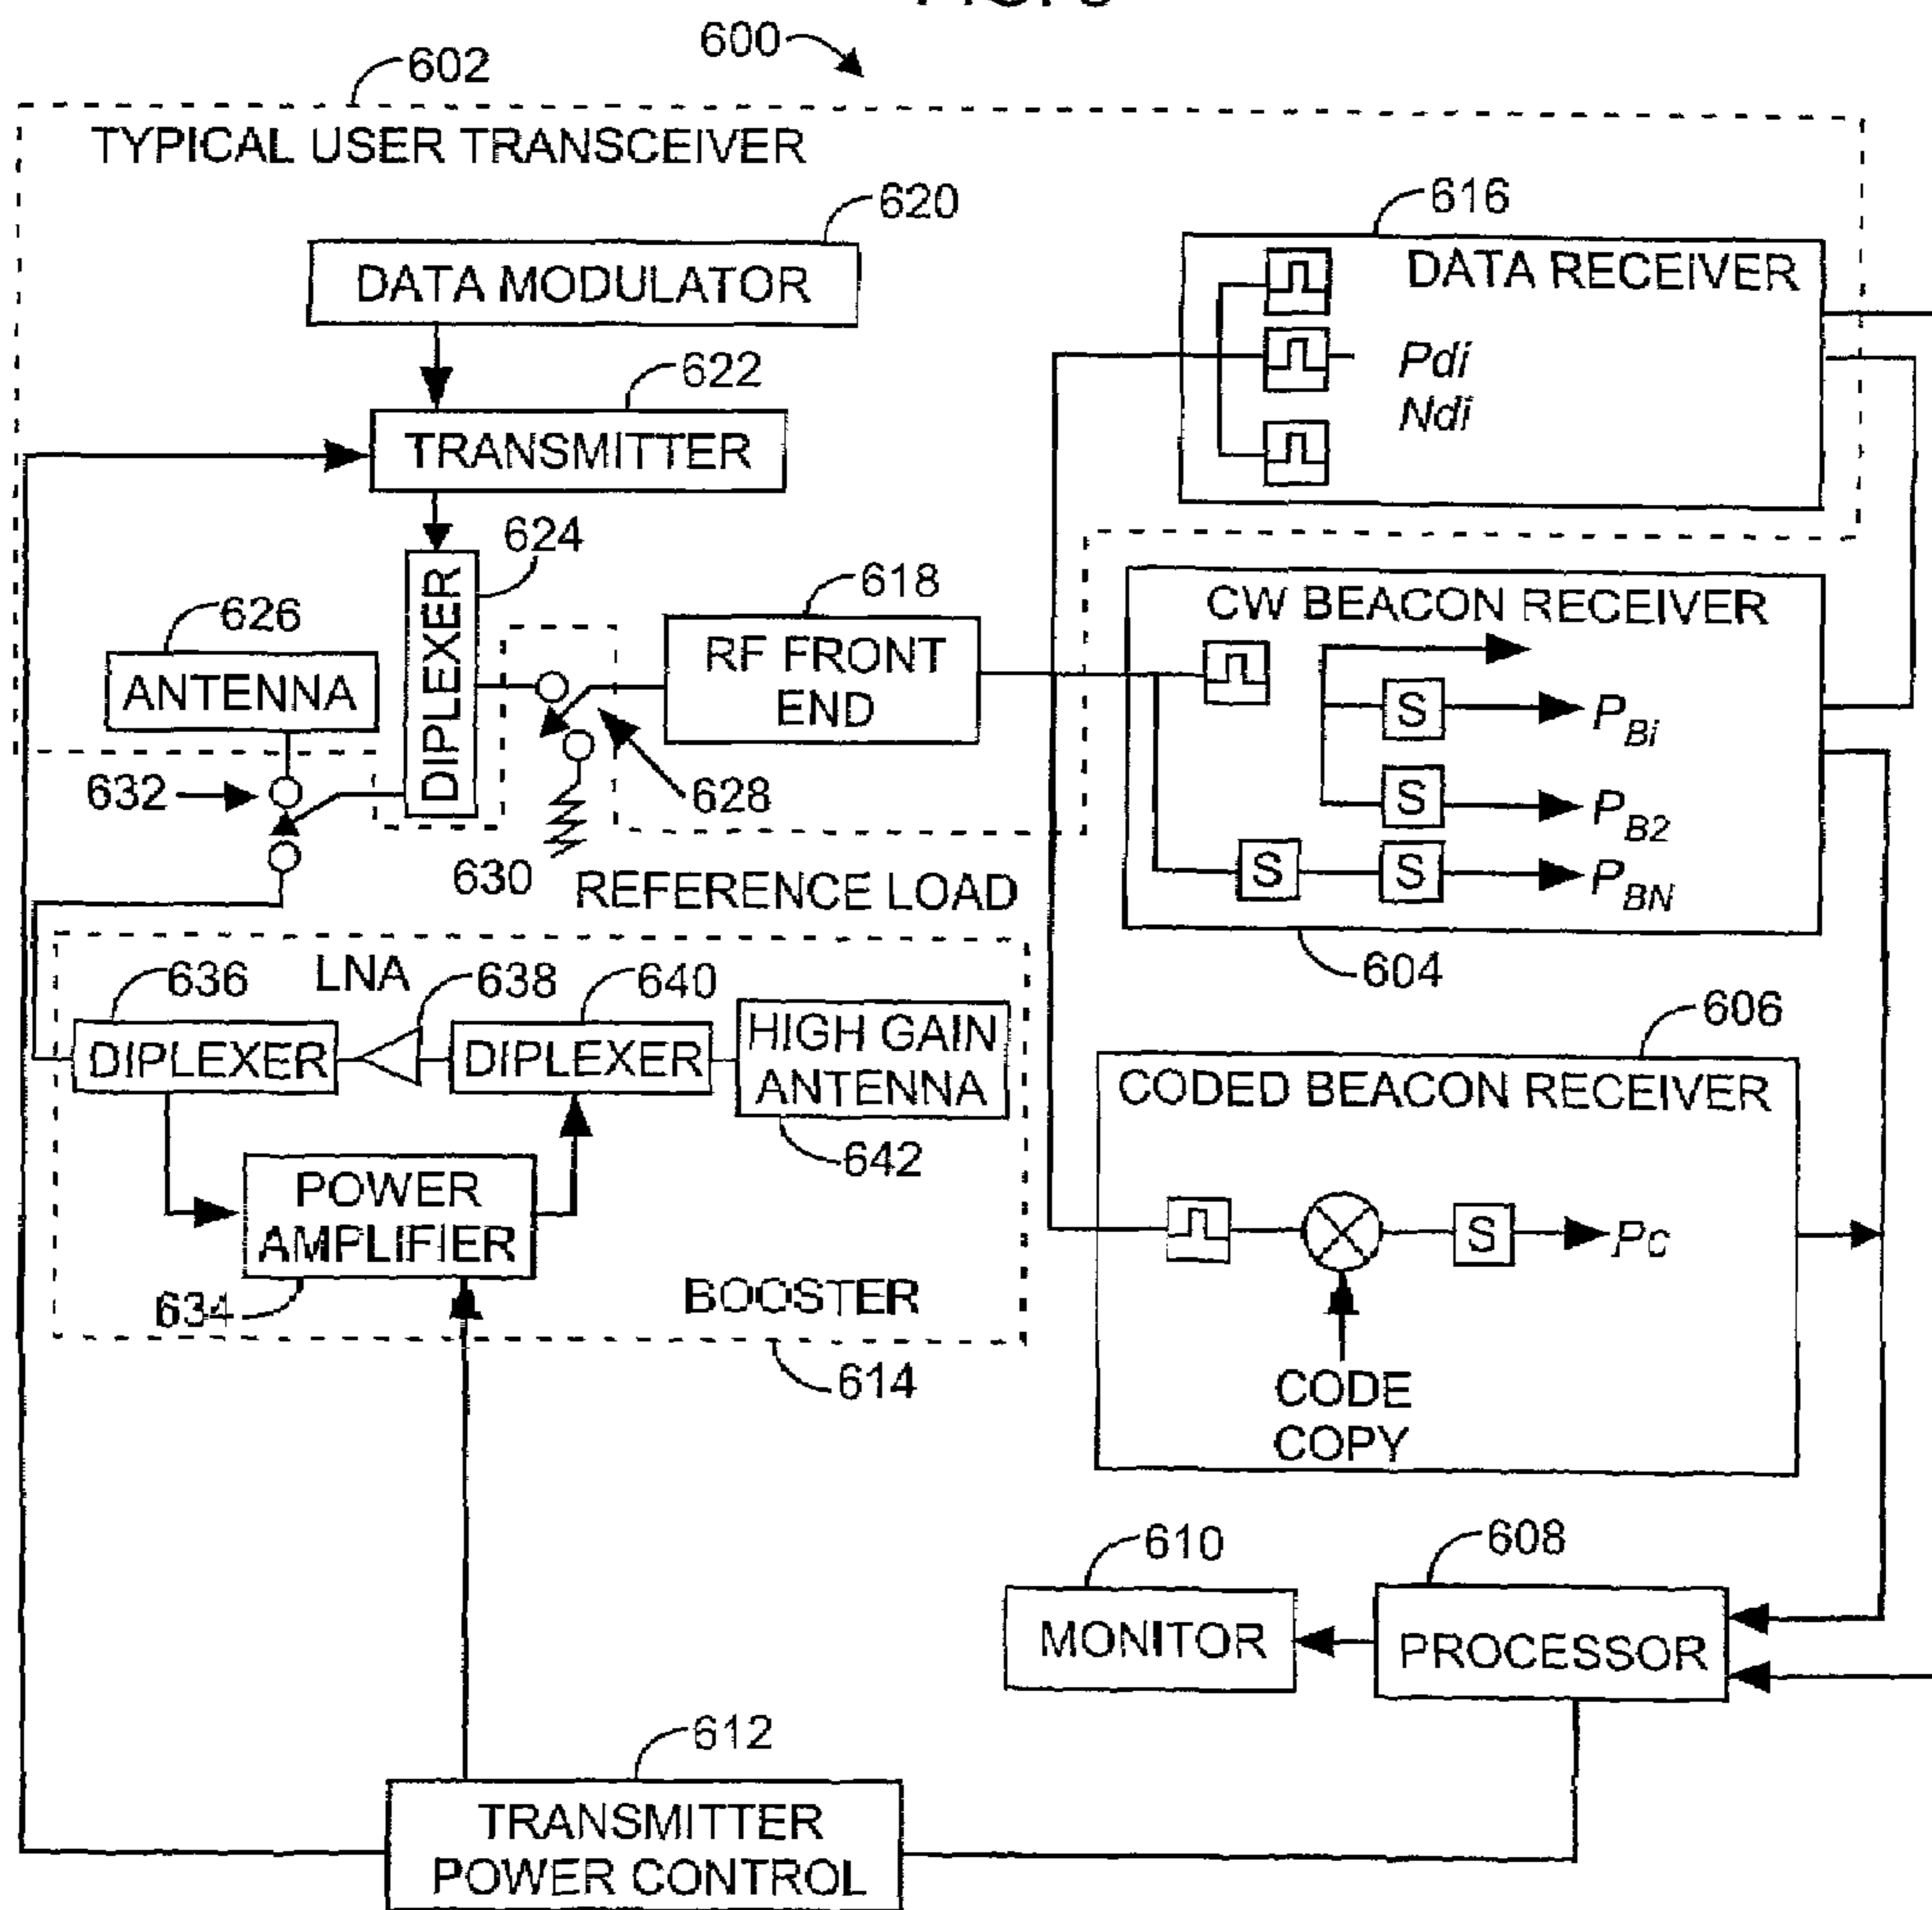 600
602
TYPICAL USER TRANSCEIVER
620
616
DATA MODULATOR
DATA RECEIVER
622
Pdi
Ndi
TRANSMITTER
624
618
CW BEACON RECEIVER
626
DIPLEXER
RF FRONT
END
ANTENNA
S
P_Bi
632
628
S
P_B2
630
REFERENCE LOAD
S
S
P_BN
604
636
LNA
638
640
606
DIPLEXER
DIPLEXER
HIGH GAIN
ANTENNA
CODED BEACON RECEIVER
642
POWER
AMPLIFIER
S
Pc
634
BOOSTER
614
CODE
COPY
610
608
MONITOR
PROCESSOR
612
TRANSMITTER
POWER CONTROL